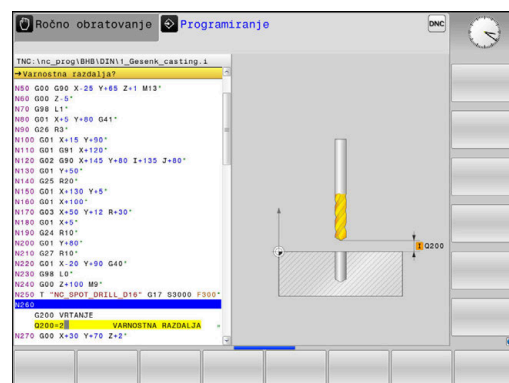 Ročno obratovanje
Programiranje
DNC
TNC:\nc_prog\BHB\DIN\1_Gesenk_casting.i
→Varnostna razdalja?
N50 G00 G90 X-25 Y+65 Z+1 M13*
N60 G00 Z-5*
N70 G98 L1*
N80 G01 X+5 Y+80 G41*
N90 G26 R3*
N100 G01 X+15 Y+90*
N110 G01 G91 X+120*
N120 G02 G90 X+145 Y+80 I+135 J+80*
N130 G01 Y+50*
N140 G25 R20*
N150 G01 X+130 Y+5*
N160 G01 X+100*
N170 G03 X+50 Y+12 R+30*
N180 G01 X+5*
N190 G24 R10*
N200 G01 Y+80*
N210 G27 R10*
N220 G01 X-20 Y+90 G40*
N230 G98 L0*
N240 G00 Z+100 M9*
N250 T "NC_SPOT_DRILL_D16" G17 S3000 F300*
N260
G200 VRTANJE
Q200=2 VARNOSTNA RAZDALJA »
N270 G00 X+30 Y+70 Z+2*
I Q200